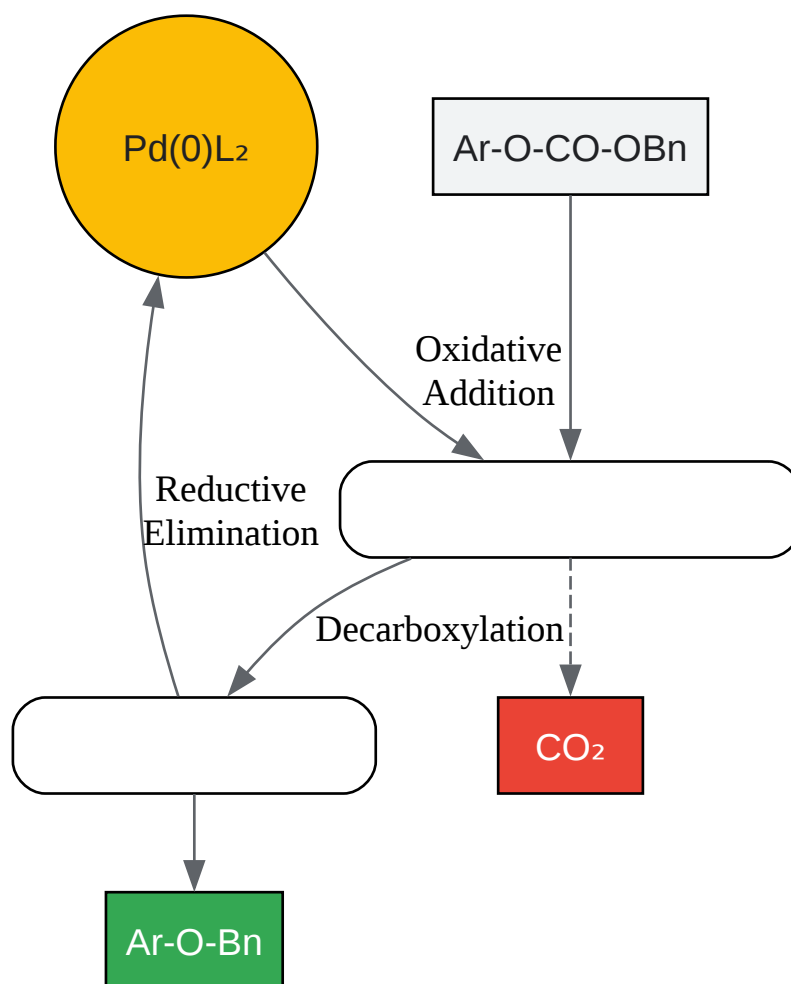 Pd(0)L₂
Ar-O-CO-OBn
Oxidative
Addition
Reductive
Elimination
Decarboxylation
CO₂
Ar-O-Bn